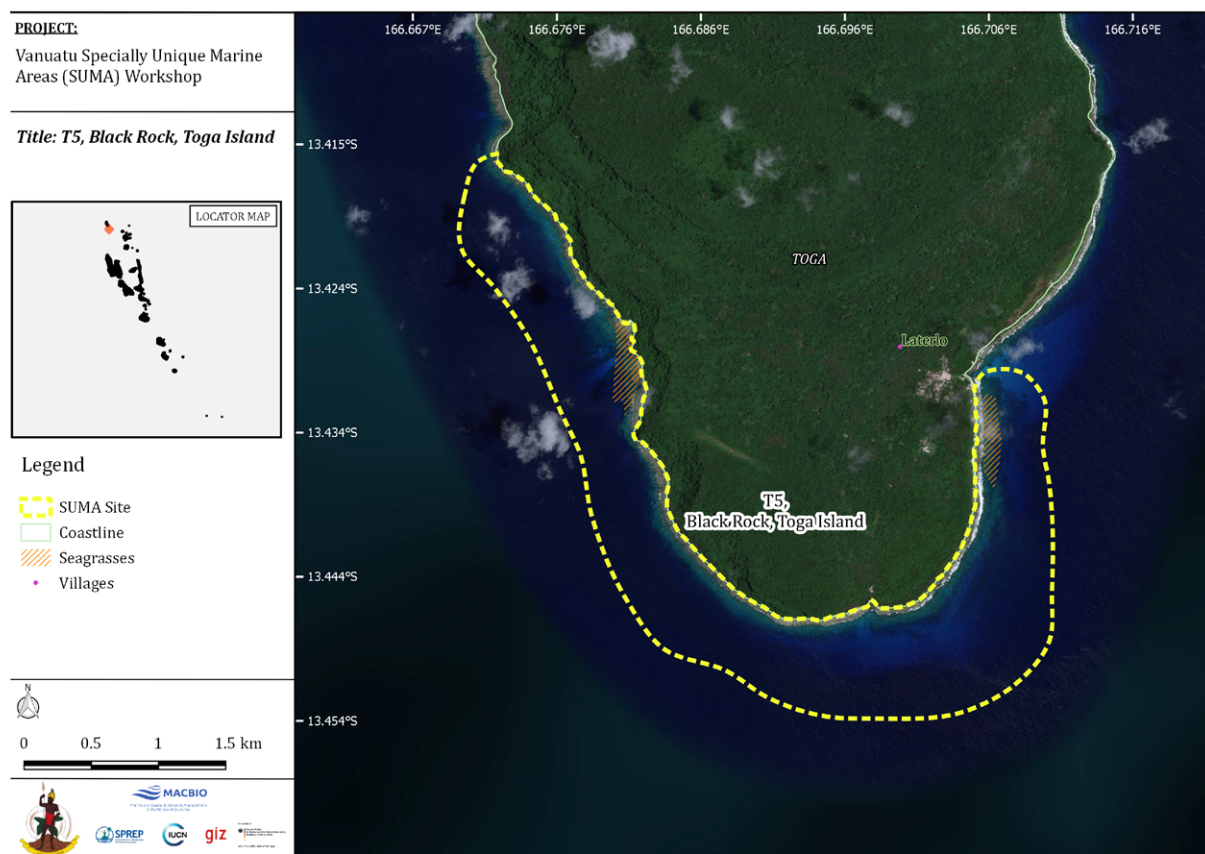 PROJECT:
Vanuatu Specially Unique Marine
Areas (SUMA) Workshop
Title: T5, Black Rock, Toga Island
LOCATOR MAP
Legend
SUMA Site
Coastline
Seagrasses
Villages
N
0 0.5 1 1.5 km
MACBIO
SPREP
IUCN
giz
166.667°E 166.676°E 166.686°E 166.696°E 166.706°E 166.716°E
13.415°S
13.424°S
13.434°S
13.444°S
13.454°S
TOGA
Laterlo
T5,
Black Rock, Toga Island